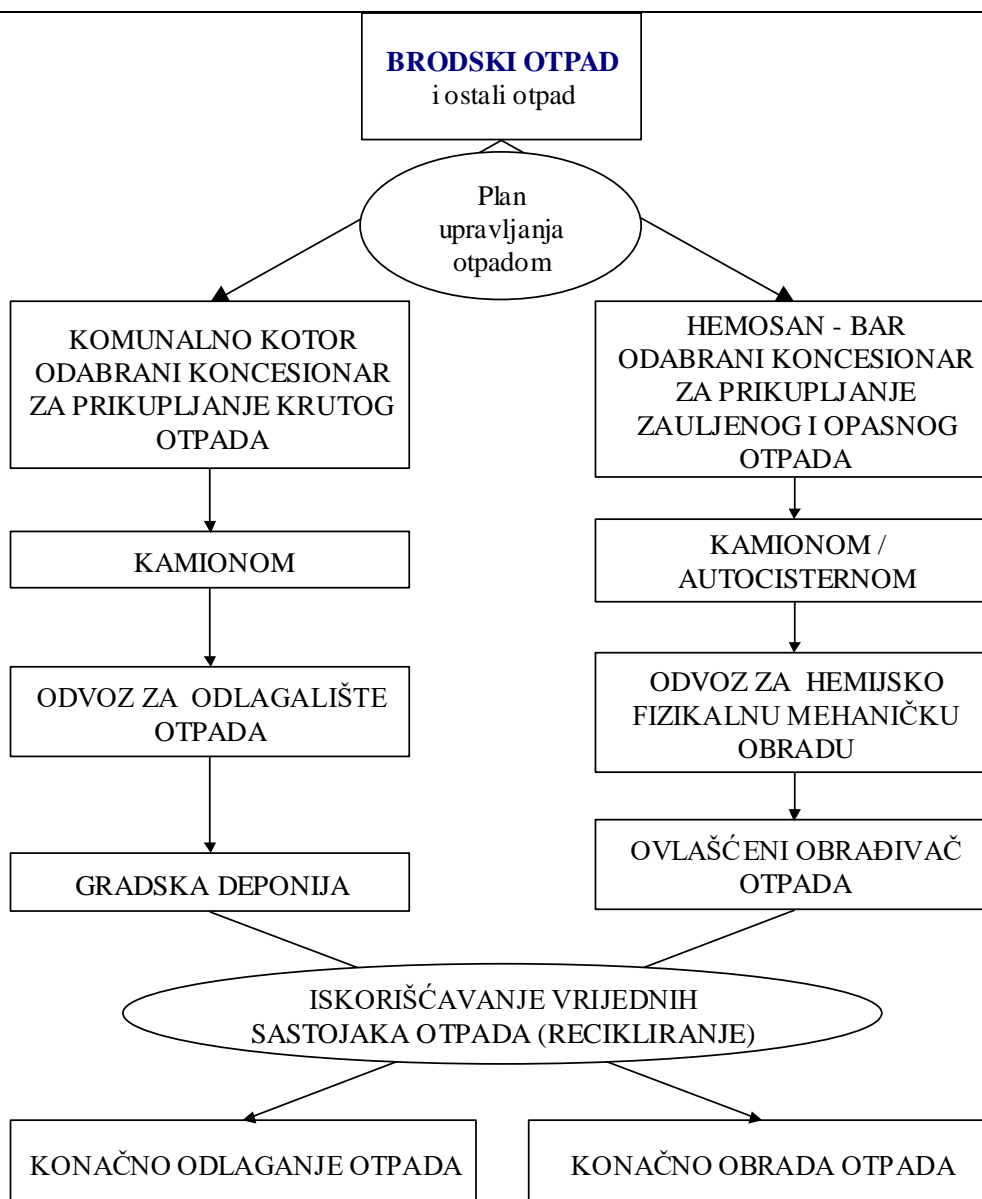 BRODSKI OTPAD
i ostali otpad
Plan
upravljanja
otpadom
KOMUNALNO KOTOR
ODABRANI KONCESIONAR
ZA PRIKUPLJANJE KRUTOG
OTPADA
HEMOSAN - BAR
ODABRANI KONCESIONAR
ZA PRIKUPLJANJE
ZAULJENOG I OPASNOG
OTPADA
KAMIONOM
KAMIONOM /
AUTOCISTERNOM
ODVOZ ZA ODLAGALIŠTE
OTPADA
ODVOZ ZA HEMIJSKO
FIZIKALNU MEHANIČKU
OBRADU
GRADSKA DEPONIJA
OVLAŠĆENI OBRAĐIVAČ
OTPADA
ISKORIŠĆAVANJE VRIJEDNIH
SASTOJAKA OTPADA (RECIKLIRANJE)
KONAČNO ODLAGANJE OTPADA
KONAČNO OBRADA OTPADA